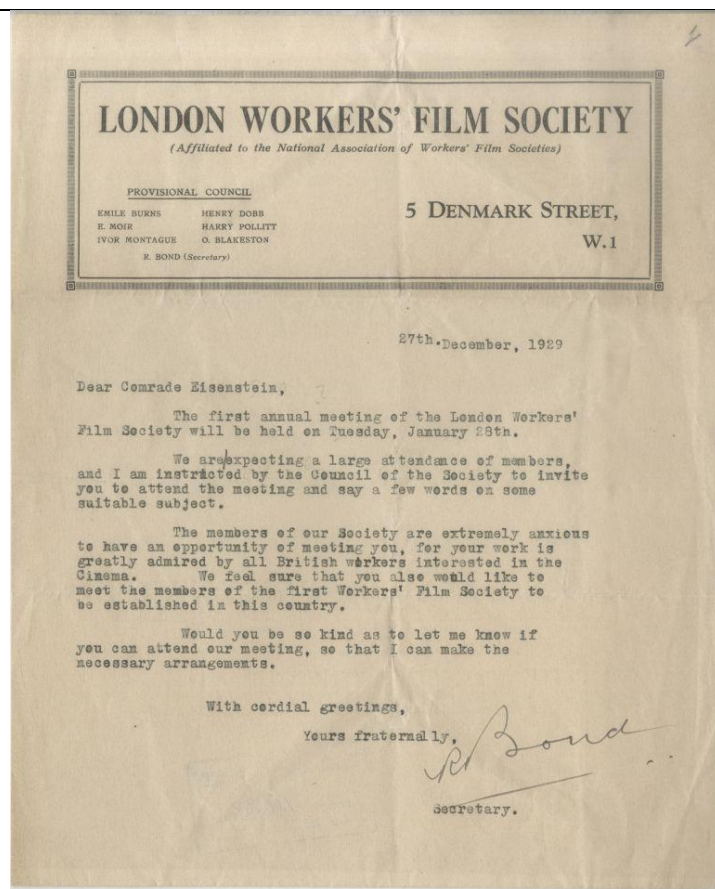 LONDON WORKERS' FILM SOCIETY
(Affiliated to the National Association of Workers' Film Societies)
PROVISIONAL COUNCIL
EMILE BURNS HENRY DOBB
E. MOIR HARRY POLLITT
IVOR MONTAGUE O. BLAKESTON
R. BOND (Secretary)
5 DENMARK STREET,
W.1
27th.December, 1929
Dear Comrade Eisenstein,
The first annual meeting of the London Workers'
Film Society will be held on Tuesday, January 28th.
We are/expecting a large attendance of members,
and I am instructed by the Council of the Society to invite
you to attend the meeting and say a few words on some
suitable subject.
The members of our Society are extremely anxious
to have an opportunity of meeting you, for your work is
greatly admired by all British workers interested in the
Cinema. We feel sure that you also would like to
meet the members of the first Workers' Film Society to
be established in this country.
Would you be so kind as to let me know if
you can attend our meeting, so that I can make the
necessary arrangements.
With cordial greetings,
Yours fraternally,
R Bond
Secretary.